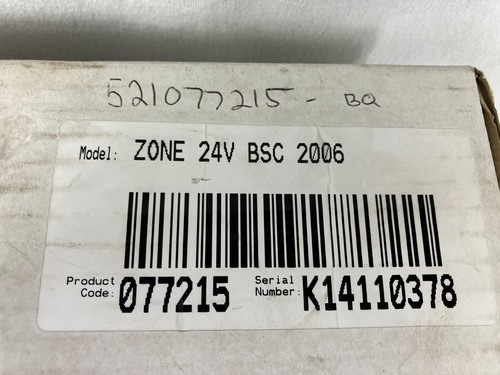 521077215 - BQ
Model: ZONE 24V BSC 2006
Product Code: 077215 Serial Number: K14110378